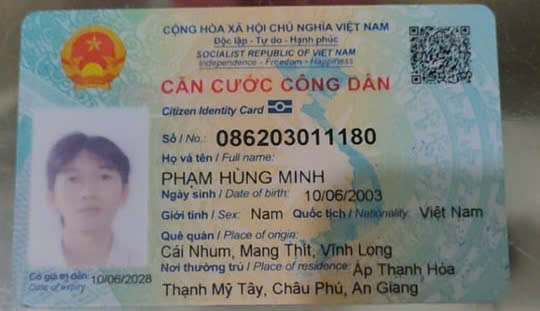 CỘNG HÒA XÃ HỘI CHỦ NGHĨA VIỆT NAM
Độc lập - Tự do - Hạnh phúc
SOCIALIST REPUBLIC OF VIET NAM
Independence - Freedom - Happiness
CĂN CƯỚC CÔNG DÂN
Citizen Identity Card
Số / No.: 086203011180
Họ và tên / Full name:
PHẠM HÙNG MINH
Ngày sinh / Date of birth: 10/06/2003
Giới tính / Sex: Nam Quốc tịch / Nationality: Việt Nam
Quê quán / Place of origin:
Cái Nhum, Mang Thít, Vĩnh Long
Nơi thường trú / Place of residence: Ấp Thạnh Hòa
Thạnh Mỹ Tây, Châu Phú, An Giang
Có giá trị đến: 10/06/2028
Date of expiry